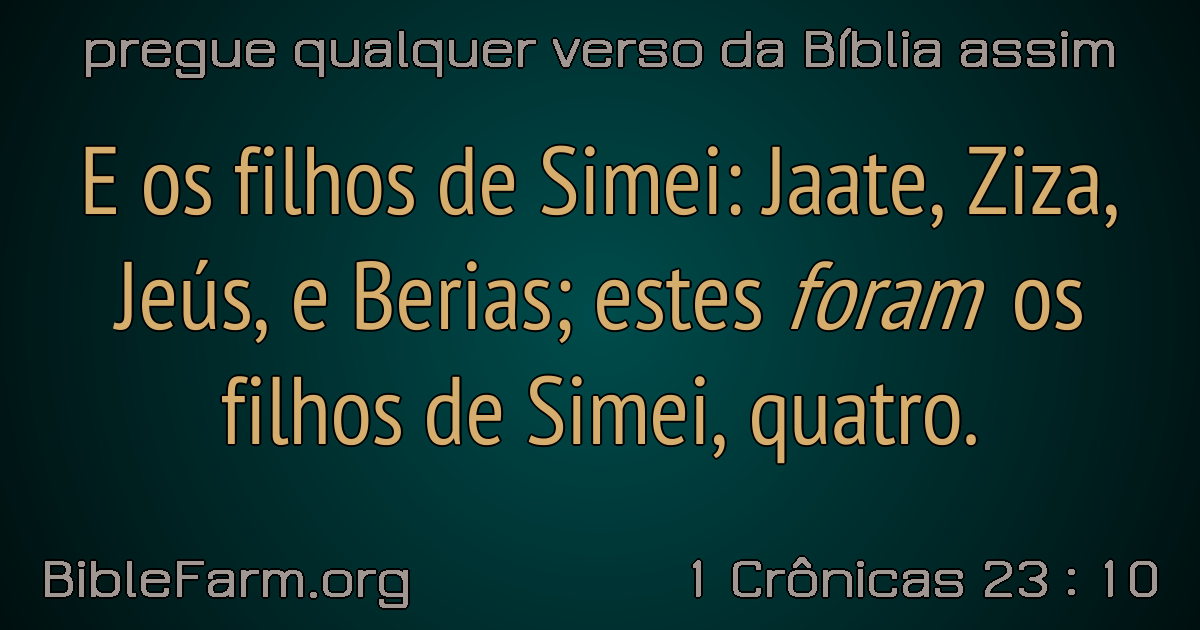 pregue qualquer verso da Bíblia assim
E os filhos de Simei: Jaate, Ziza,
Jeús, e Berias; estes foram os
filhos de Simei, quatro.
BibleFarm.org
1 Crônicas 23 : 10